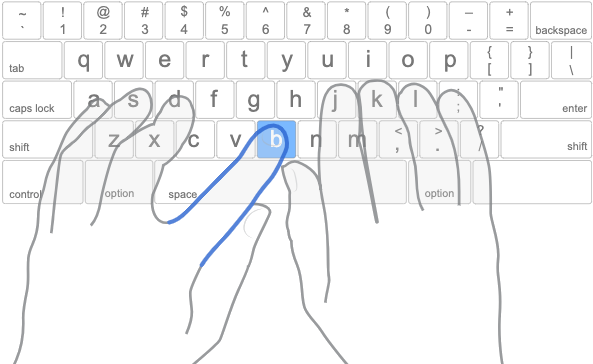 ~ ! @ # $ % ^ & * ( ) – +
` 1 2 3 4 5 6 7 8 9 0 - = backspace
tab q w e r t y u i o p { [ } ] | \
caps lock a s d f g h j k l : ; " ' enter
shift z x c v b n m < , > . ? / shift
control option space option